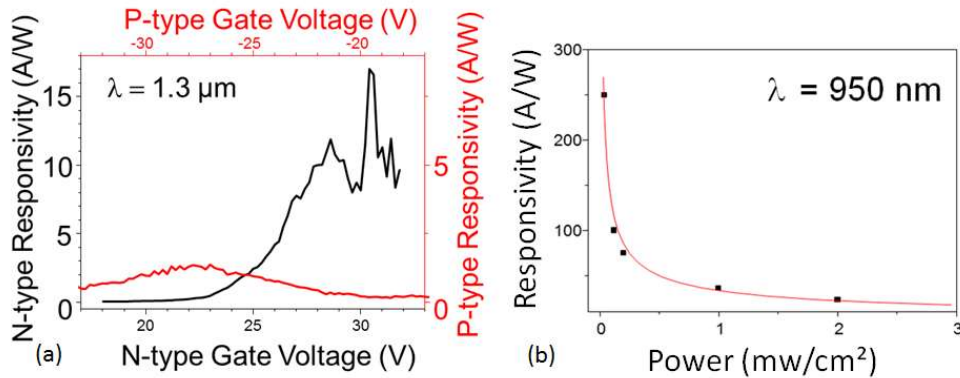 P-type Gate Voltage (V)
-30 -25 -20
N-type Responsivity (A/W)
15
10
5
0
λ = 1.3 µm
5
0
P-type Responsivity (A/W)
20 25 30
N-type Gate Voltage (V)
(a)
300
200
100
Responsivity (A/W)
λ = 950 nm
0 1 2 3
Power (mw/cm²)
(b)